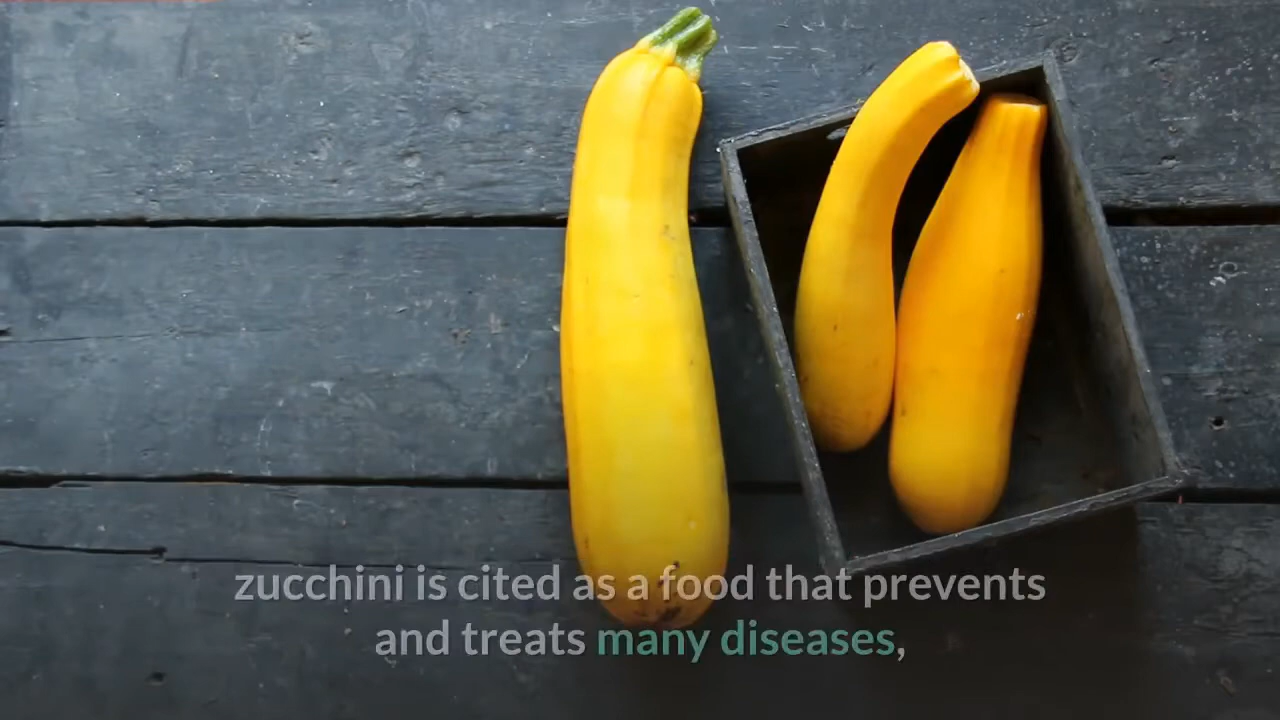 zucchini is cited as a food that prevents
and treats many diseases,